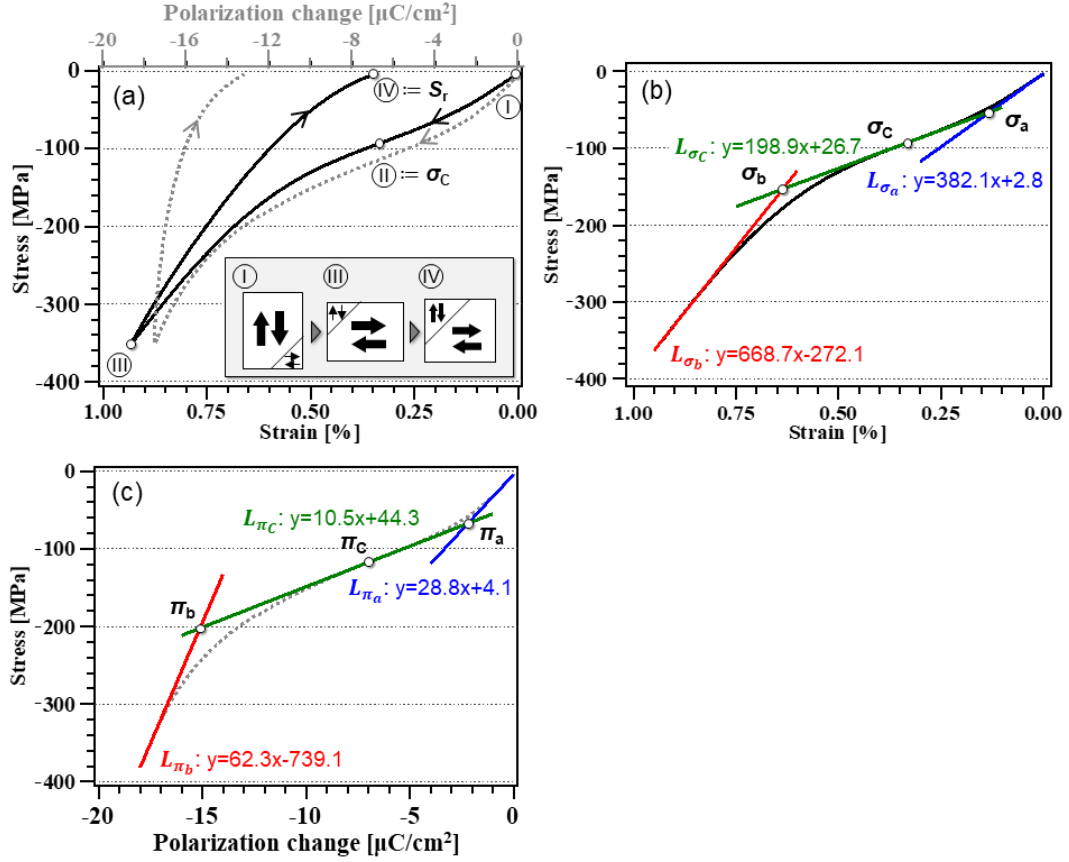 Polarization change [μC/cm²]
-20 -16 -12 -8 -4 0
(a)
Stress [MPa]
0
-100
-200
-300
-400
IV := Sr
I
II := σC
III
I III IV
1.00 0.75 0.50 0.25 0.00
Strain [%]
(b)
Stress [MPa]
0
-100
-200
-300
-400
σa
σC
σb
LσC: y=198.9x+26.7
Lσa: y=382.1x+2.8
Lσb: y=668.7x-272.1
1.00 0.75 0.50 0.25 0.00
Strain [%]
(c)
Stress [MPa]
0
-100
-200
-300
-400
LπC: y=10.5x+44.3
πa
πC
Lπa: y=28.8x+4.1
πb
Lπb: y=62.3x-739.1
-20 -15 -10 -5 0
Polarization change [μC/cm²]